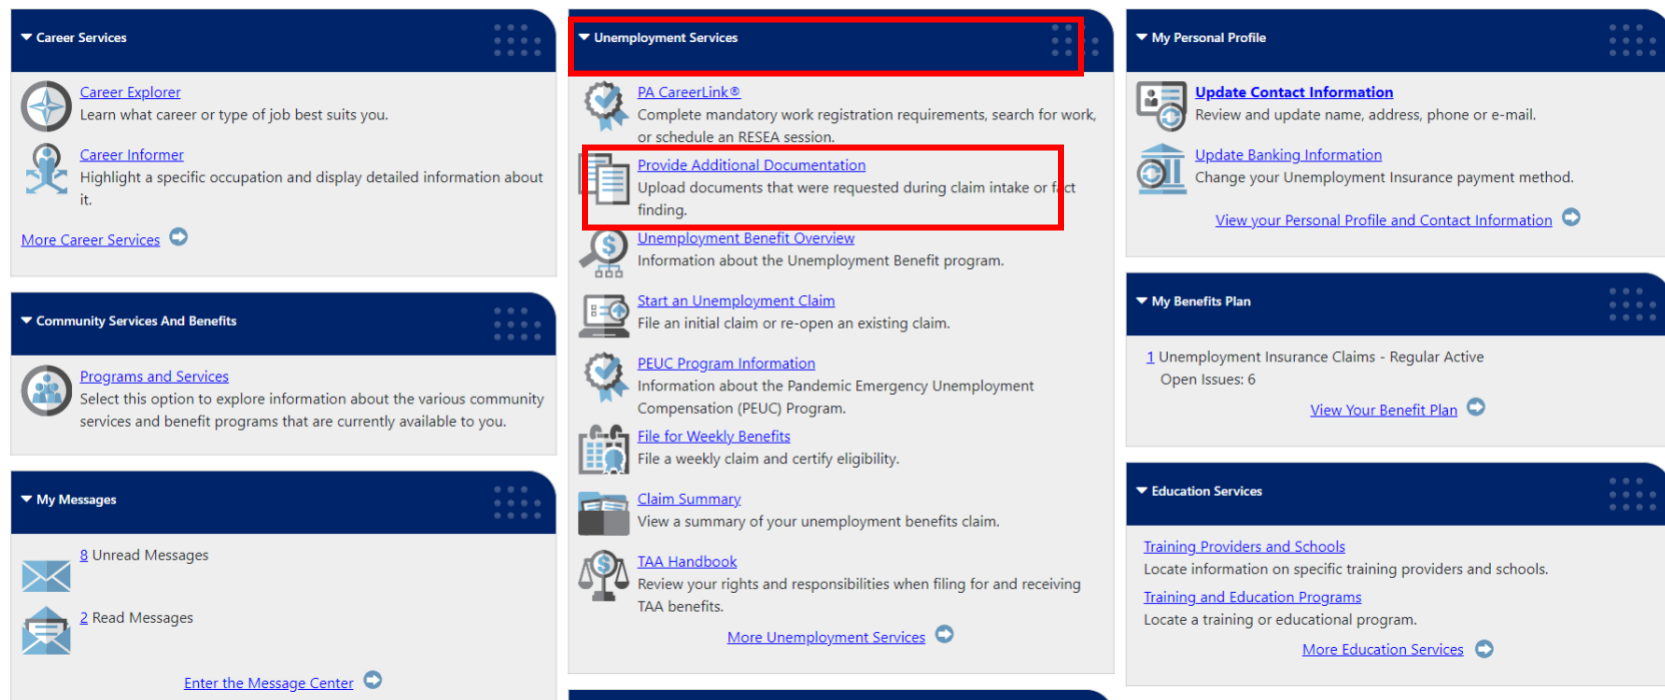 Career Services
Career Explorer
Learn what career or type of job best suits you.
Career Informer
Highlight a specific occupation and display detailed information about
it.
More Career Services
Community Services And Benefits
Programs and Services
Select this option to explore information about the various community
services and benefit programs that are currently available to you.
My Messages
8 Unread Messages
2 Read Messages
Enter the Message Center
Unemployment Services
PA CareerLink®
Complete mandatory work registration requirements, search for work,
or schedule an RESEA session.
Provide Additional Documentation
Upload documents that were requested during claim intake or fact
finding.
Unemployment Benefit Overview
Information about the Unemployment Benefit program.
Start an Unemployment Claim
File an initial claim or re-open an existing claim.
PEUC Program Information
Information about the Pandemic Emergency Unemployment
Compensation (PEUC) Program.
File for Weekly Benefits
File a weekly claim and certify eligibility.
Claim Summary
View a summary of your unemployment benefits claim.
TAA Handbook
Review your rights and responsibilities when filing for and receiving
TAA benefits.
More Unemployment Services
My Personal Profile
Update Contact Information
Review and update name, address, phone or e-mail.
Update Banking Information
Change your Unemployment Insurance payment method.
View your Personal Profile and Contact Information
My Benefits Plan
1 Unemployment Insurance Claims - Regular Active
Open Issues: 6
View Your Benefit Plan
Education Services
Training Providers and Schools
Locate information on specific training providers and schools.
Training and Education Programs
Locate a training or educational program.
More Education Services